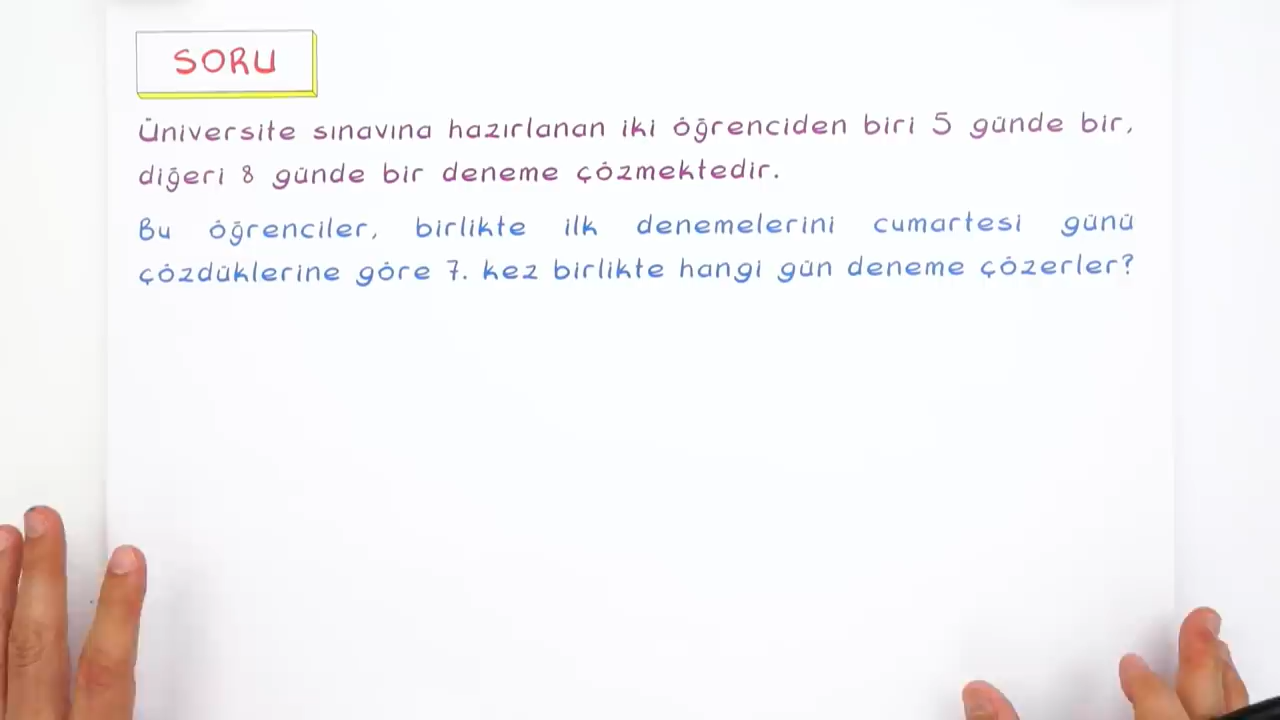 SORU
Üniversite sınavına hazırlanan iki öğrenciden biri 5 günde bir,
diğeri 8 günde bir deneme çözmektedir.
Bu öğrenciler, birlikte ilk denemelerini cumartesi günü
çözdüklerine göre 7. kez birlikte hangi gün deneme çözerler?